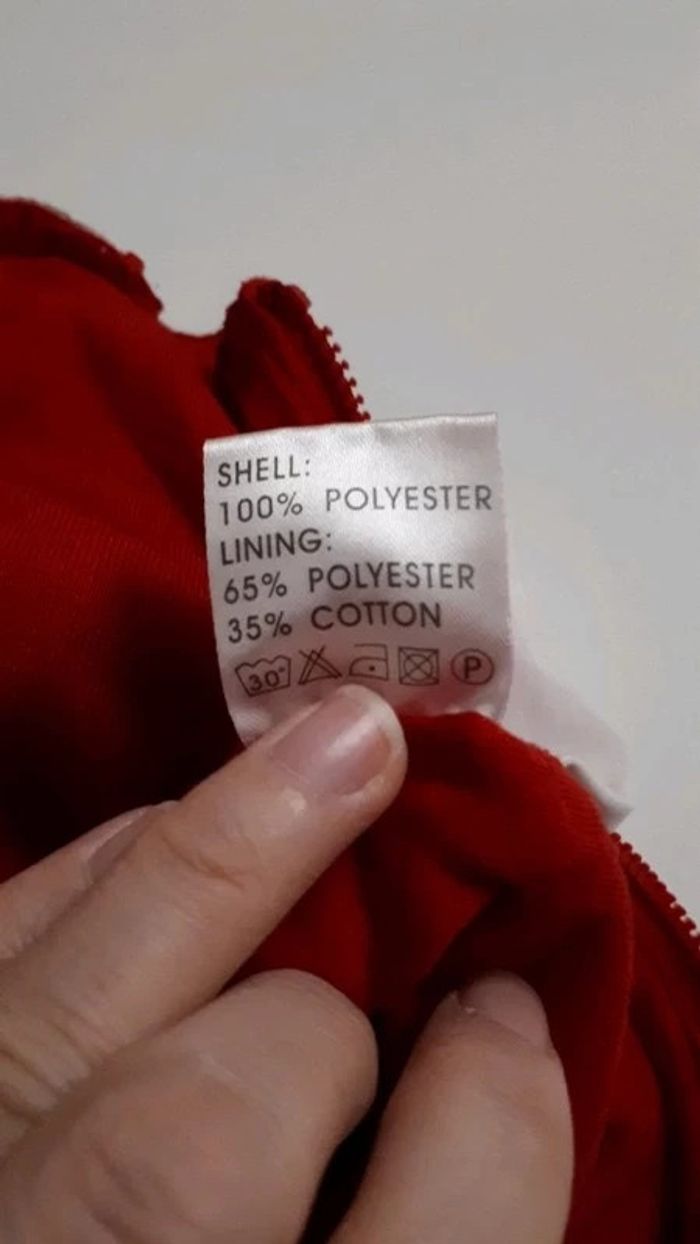 SHELL:
100% POLYESTER
LINING:
65% POLYESTER
35% COTTON
30° P